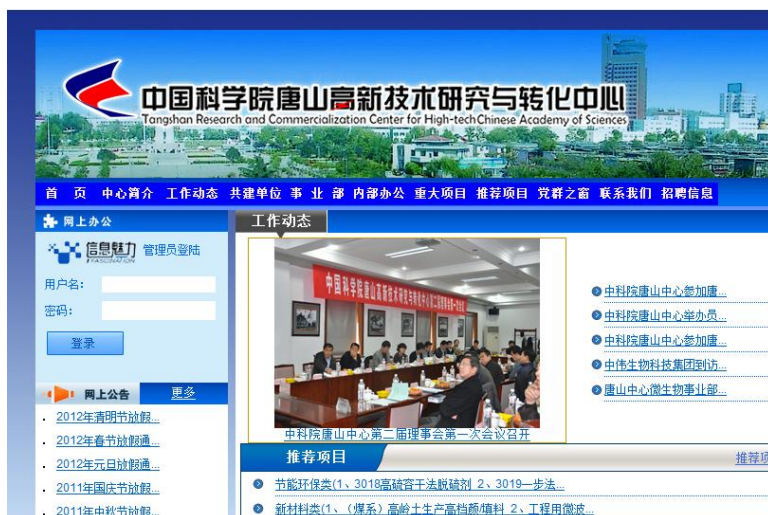 中国科学院唐山高新技术研究与转化中心
Tangshan Research and Commercialization Center for High-tech Chinese Academy of Sciences
首 页 中心简介 工作动态 共建单位 事 业 部 内部办公 重大项目 推荐项目 党群之窗 联系我们 招聘信息
网上办公
信息魅力 管理员登陆
用户名:
密码:
登录
网上公告 更多
2012年清明节放假...
2012年春节放假通...
2012年元旦放假通...
2011年国庆节放假...
2011年中秋节放假...
工作动态
中国科学院唐山高新技术研究与转化中心第二届理事会第一次会议
中科院唐山中心第二届理事会第一次会议召开
中科院唐山中心参加唐...
中科院唐山中心举办员...
中科院唐山中心参加唐...
中伟生物科技集团到访...
唐山中心微生物事业部...
推荐项目
节能环保类(1、3018高硫容干法脱硫剂 2、3019—步法...
新材料类(1、（煤系）高岭土生产高档颜填料 2、工程用微波...